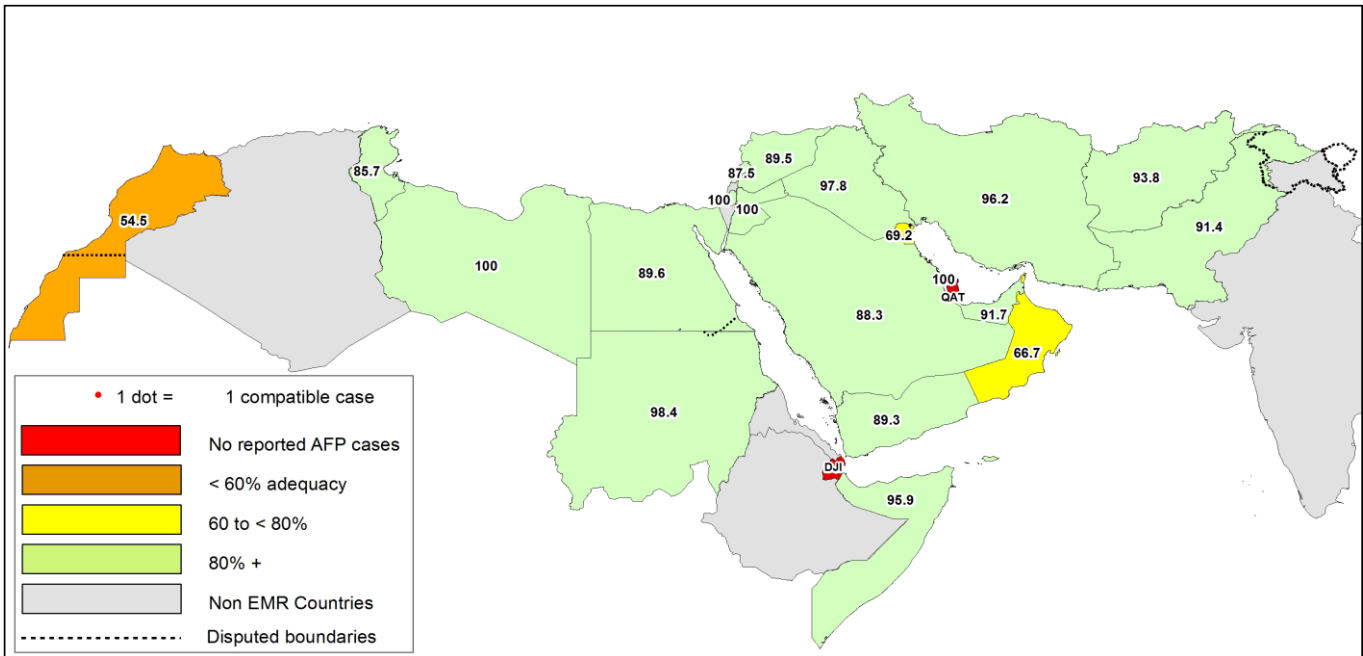 85.7
87.5
89.5
97.8
96.2
93.8
91.4
54.5
100
100
69.2
100
89.6
100
QAT
91.7
88.3
66.7
98.4
89.3
DJI
95.9
1 dot = 1 compatible case
No reported AFP cases
< 60% adequacy
60 to < 80%
80% +
Non EMR Countries
Disputed boundaries